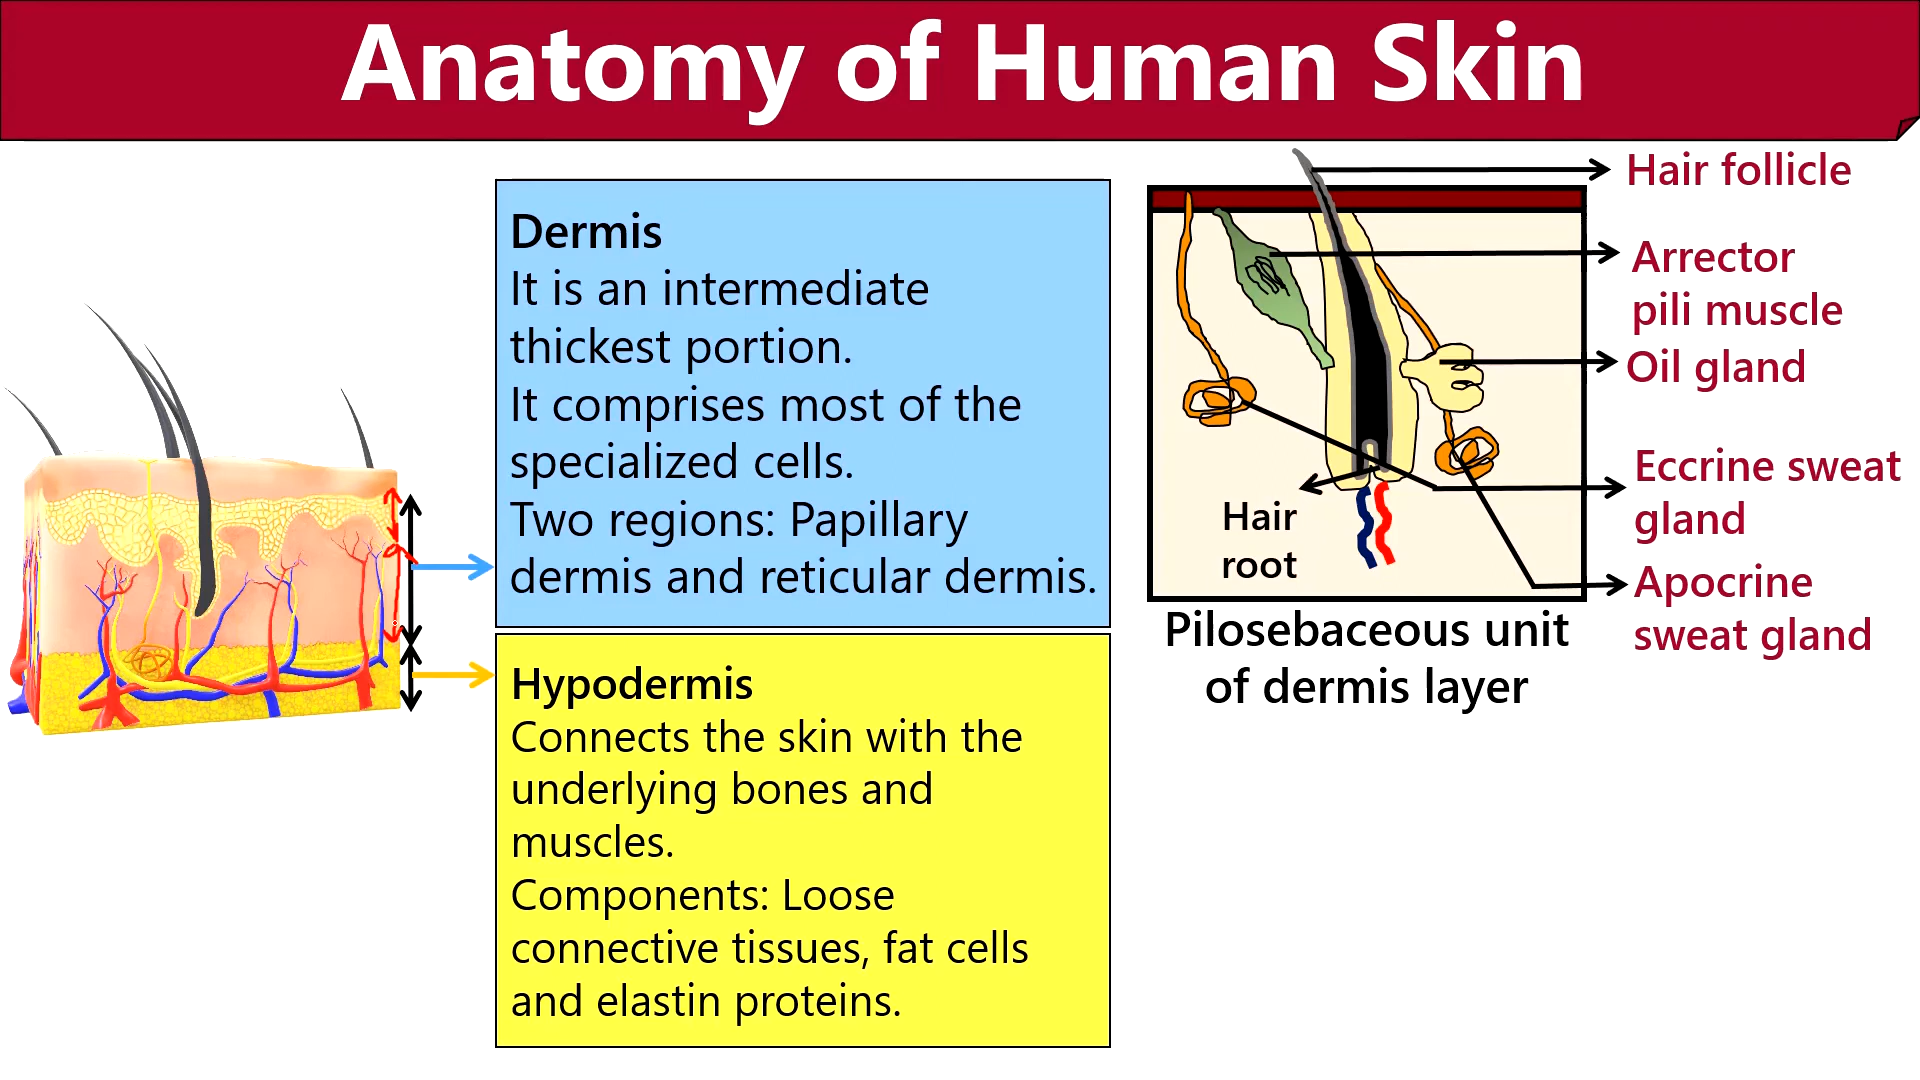 Anatomy of Human Skin
Dermis
It is an intermediate
thickest portion.
It comprises most of the
specialized cells.
Two regions: Papillary
dermis and reticular dermis.
Hypodermis
Connects the skin with the
underlying bones and
muscles.
Components: Loose
connective tissues, fat cells
and elastin proteins.
Hair follicle
Arrector
pili muscle
Oil gland
Eccrine sweat
gland
Apocrine
sweat gland
Hair
root
Pilosebaceous unit
of dermis layer